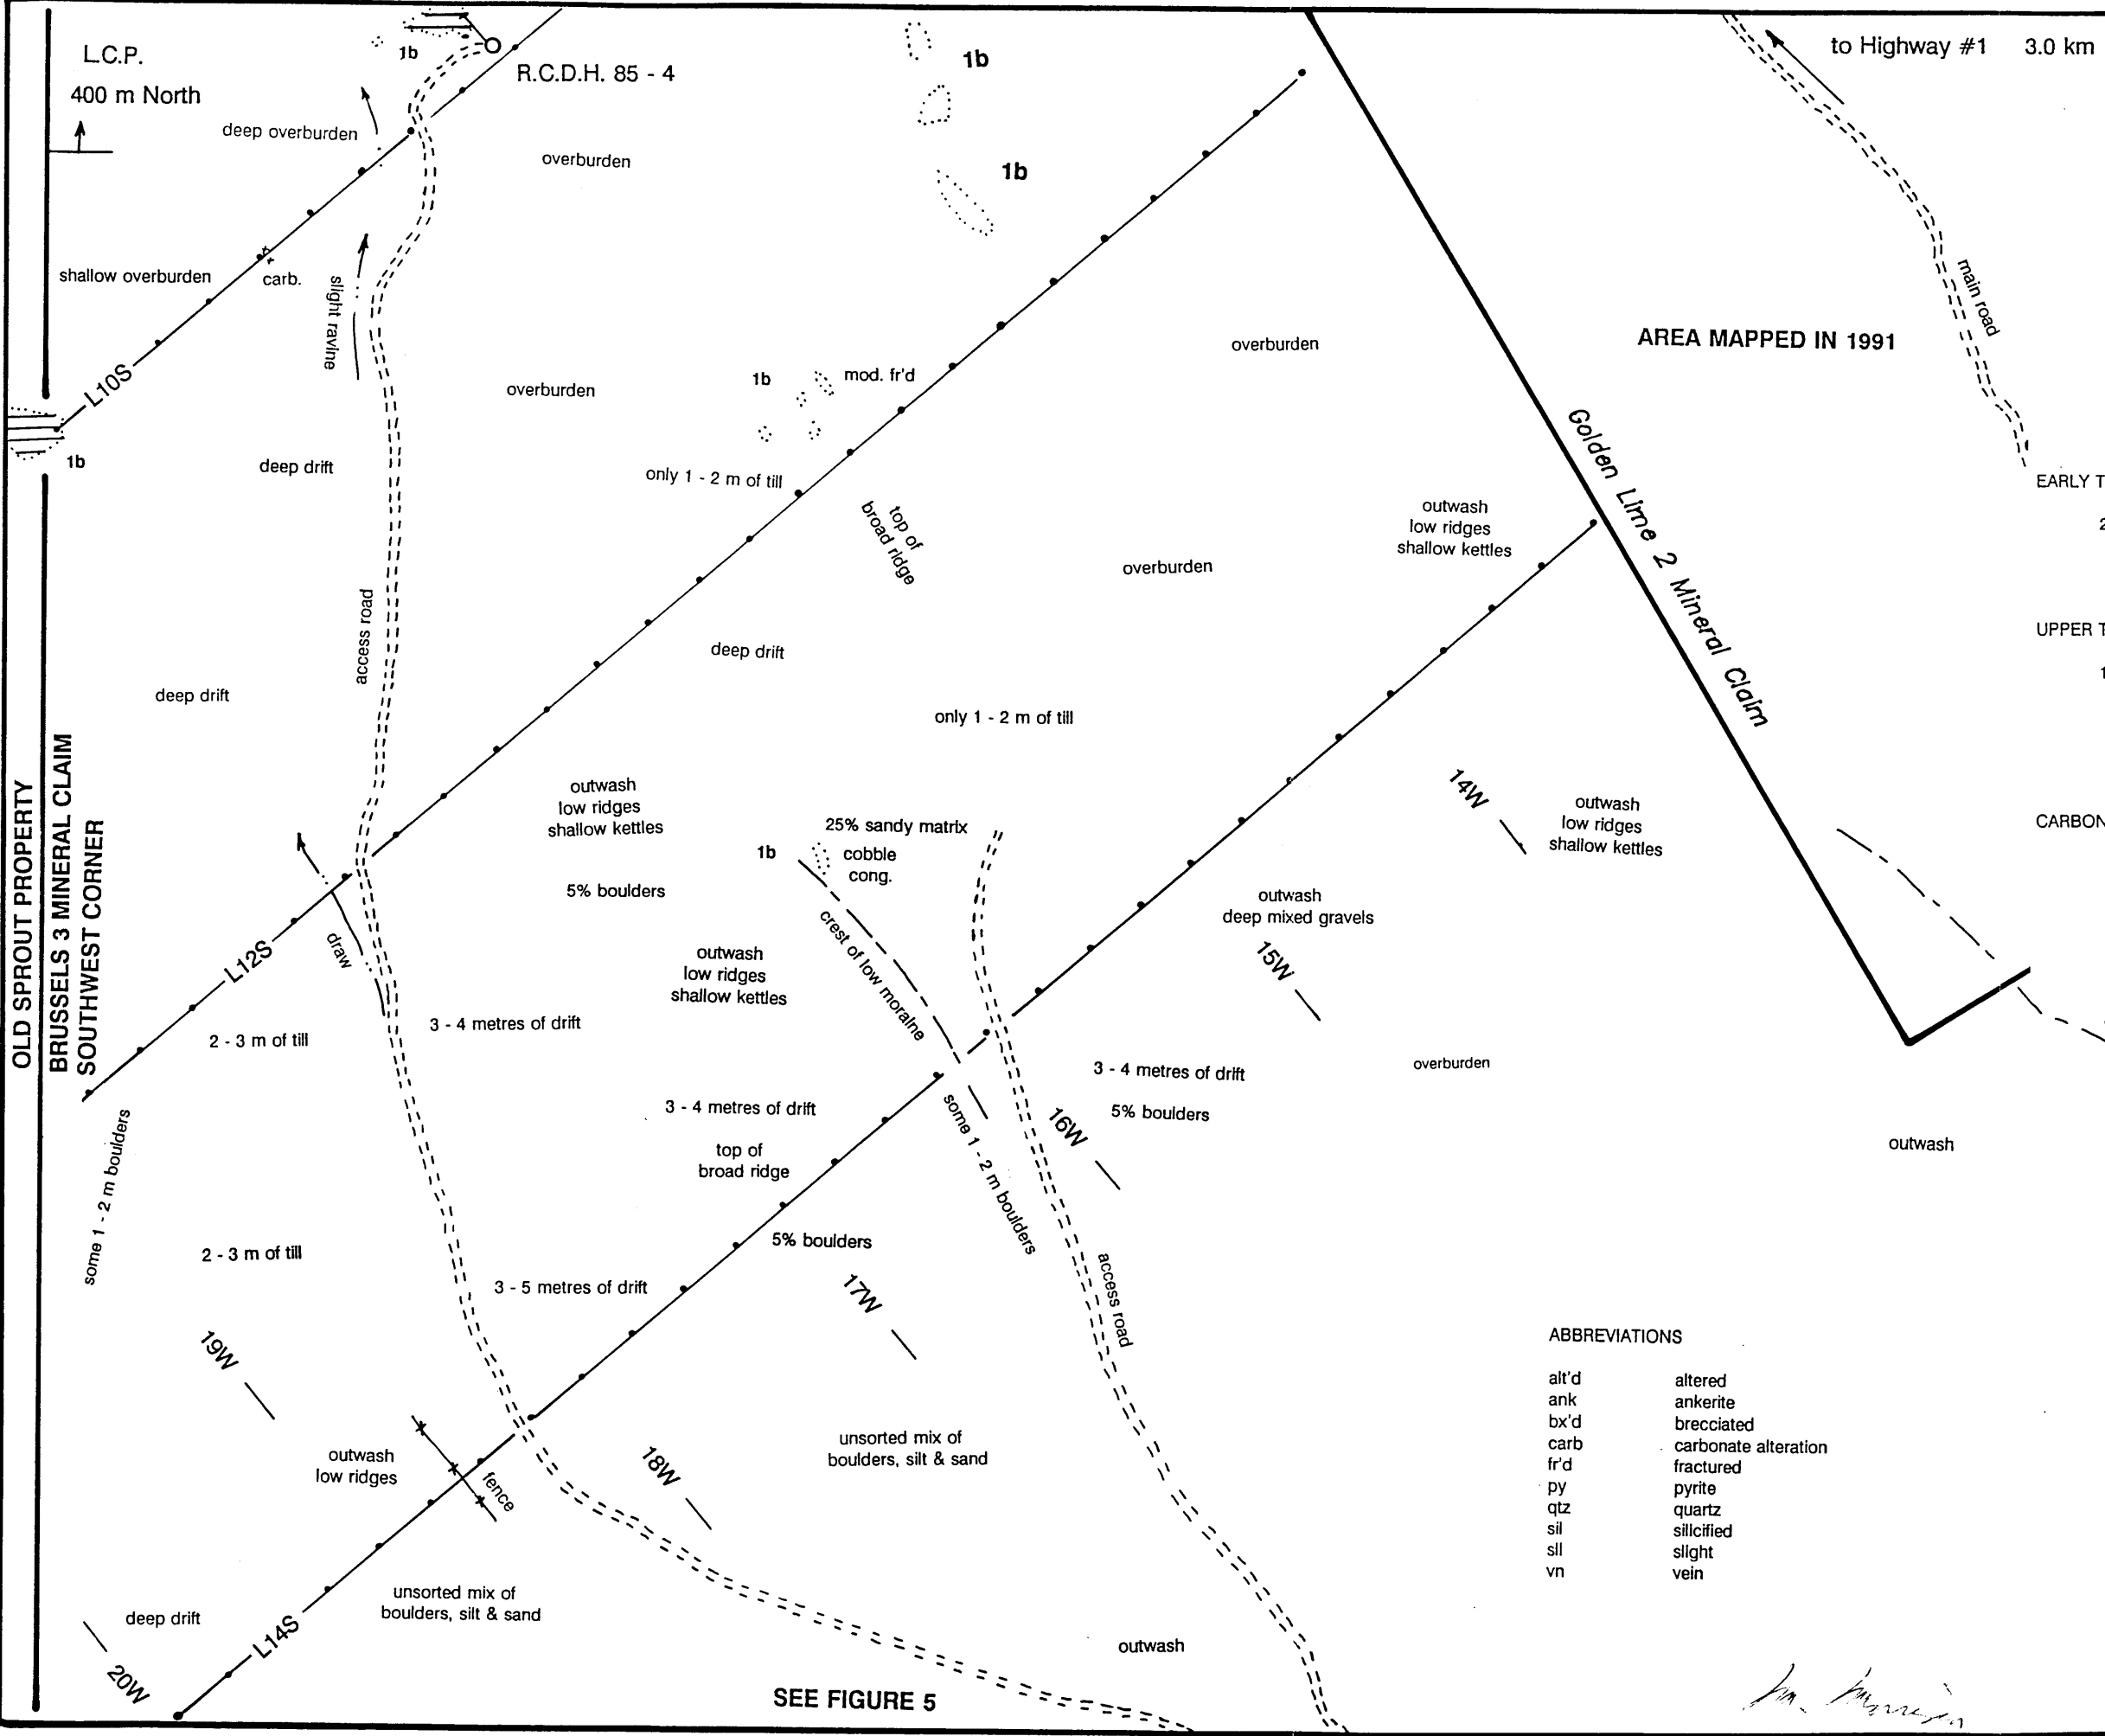 L.C.P.
400 m North
1b
R.C.D.H. 85 - 4
1b
to Highway #1 3.0 km
deep overburden
overburden
1b
shallow overburden
carb.
slight ravine
main road
AREA MAPPED IN 1991
overburden
L10S
overburden
1b
mod. fr'd
1b
deep drift
only 1 - 2 m of till
top of
broad ridge
outwash
low ridges
shallow kettles
Golden Lime 2 Mineral Claim
EARLY T
2
overburden
access road
UPPER T
1
deep drift
deep drift
only 1 - 2 m of till
OLD SPROUT PROPERTY
BRUSSELS 3 MINERAL CLAIM
SOUTHWEST CORNER
outwash
low ridges
shallow kettles
25% sandy matrix
1b
cobble
cong.
14W
outwash
low ridges
shallow kettles
CARBON
5% boulders
outwash
deep mixed gravels
crest of low moraine
draw
L12S
outwash
low ridges
shallow kettles
15W
2 - 3 m of till
3 - 4 metres of drift
3 - 4 metres of drift
overburden
5% boulders
3 - 4 metres of drift
16W
some 1 - 2 m boulders
some 1 - 2 m boulders
top of
broad ridge
outwash
2 - 3 m of till
5% boulders
3 - 5 metres of drift
17W
access road
19W
ABBREVIATIONS
alt'd altered
ank ankerite
bx'd brecciated
carb carbonate alteration
fr'd fractured
py pyrite
qtz quartz
sil silicified
sli slight
vn vein
outwash
low ridges
fence
18W
unsorted mix of
boulders, silt & sand
unsorted mix of
boulders, silt & sand
deep drift
L14S
20W
outwash
SEE FIGURE 5